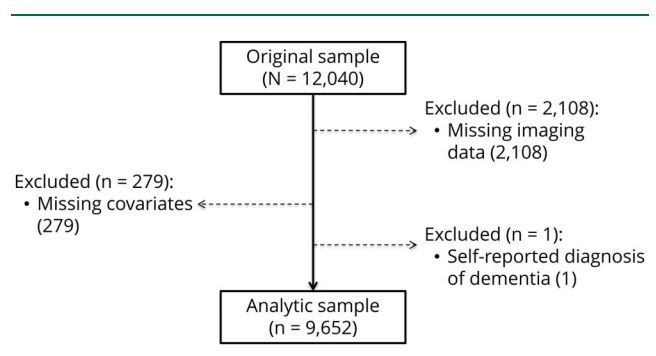 Original sample
(N = 12,040)
Excluded (n = 2,108):
• Missing imaging
data (2,108)
Excluded (n = 279):
• Missing covariates
(279)
Excluded (n = 1):
• Self-reported diagnosis
of dementia (1)
Analytic sample
(n = 9,652)